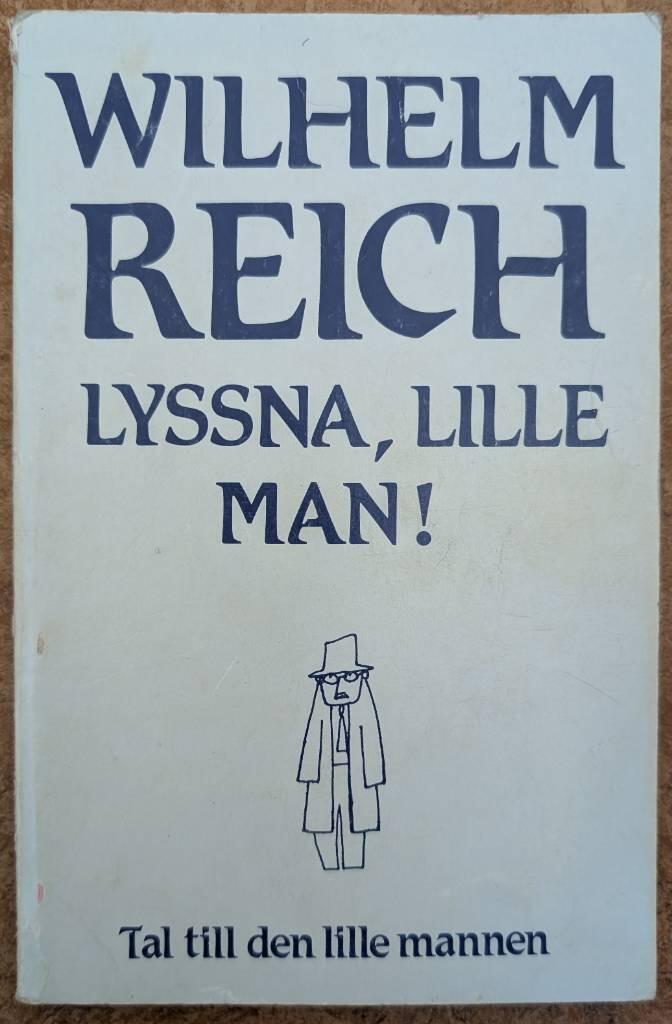 WILHELM
REICH
LYSSNA, LILLE
MAN!
Tal till den lille mannen